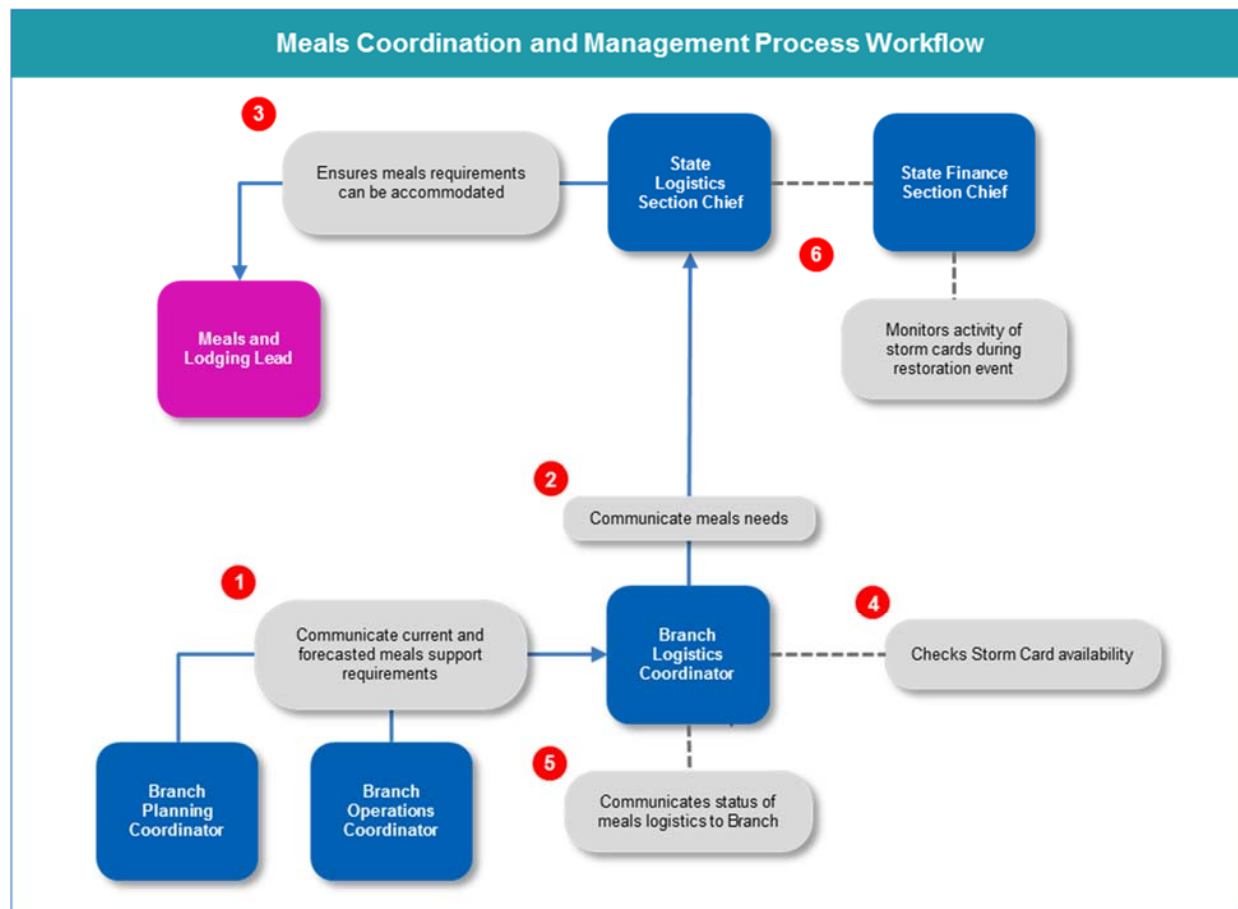 Meals Coordination and Management Process Workflow
3
Ensures meals requirements
can be accommodated
State
Logistics
Section Chief
State Finance
Section Chief
6
Meals and
Lodging Lead
Monitors activity of
storm cards during
restoration event
2
Communicate meals needs
1
Communicate current and
forecasted meals support
requirements
Branch
Logistics
Coordinator
4
Checks Storm Card availability
Branch
Planning
Coordinator
Branch
Operations
Coordinator
5
Communicates status of
meals logistics to Branch